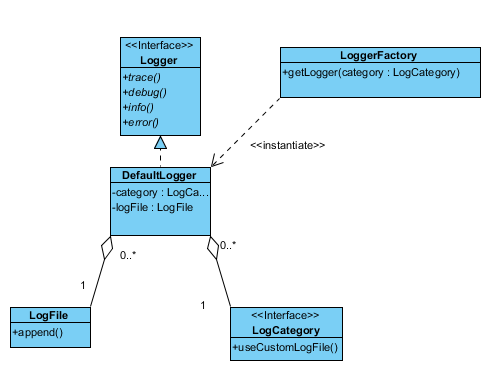 <<Interface>>
Logger
+trace()
+debug()
+info()
+error()
LoggerFactory
+getLogger(category : LogCategory)
<<instantiate>>
DefaultLogger
-category : LogCa...
-logFile : LogFile
0..*
0..*
1
1
LogFile
+append()
<<Interface>>
LogCategory
+useCustomLogFile()